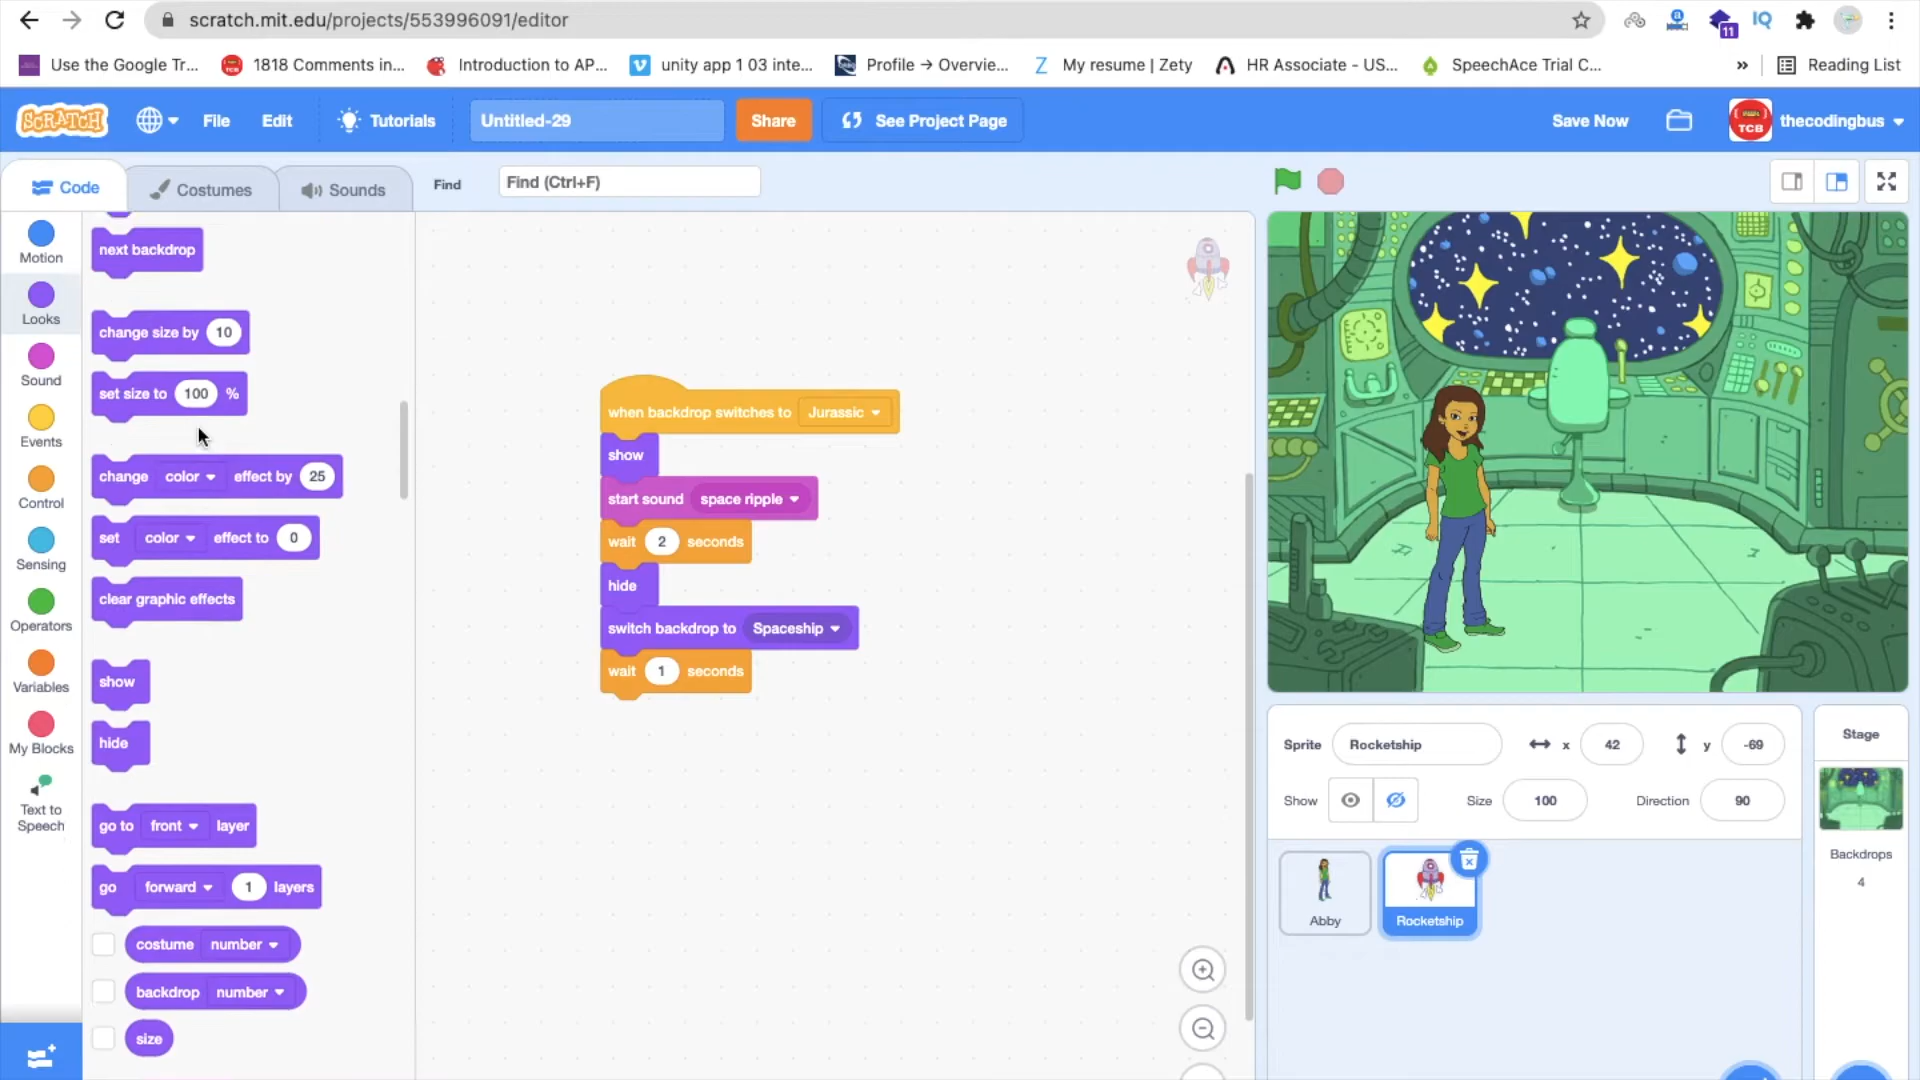 scratch.mit.edu/projects/553996091/editor
11
IQ
Use the Google Tr...
1818 Comments in...
Introduction to AP...
unity app 1 03 inte...
Profile → Overvie...
Z My resume | Zety
HR Associate - US...
SpeechAce Trial C...
»
Reading List
SCRATCH
File
Edit
Tutorials
Untitled-29
Share
See Project Page
Save Now
TCB
thecodingbus
Code
Costumes
Sounds
Find
Find (Ctrl+F)
Motion
Looks
Sound
Events
Control
Sensing
Operators
Variables
My Blocks
Text to
Speech
next backdrop
change size by 10
set size to 100 %
change color effect by 25
set color effect to 0
clear graphic effects
show
hide
go to front layer
go forward 1 layers
costume number
backdrop number
size
when backdrop switches to Jurassic
show
start sound space ripple
wait 2 seconds
hide
switch backdrop to Spaceship
wait 1 seconds
Sprite Rocketship x 42 y -69
Show Size 100 Direction 90
Abby
Rocketship
Stage
Backdrops
4